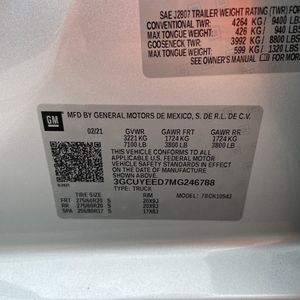 SAE J2807 TRAILER WEIGHT RATING (TWR) FOR
CONVENTIONAL TWR: 4264 KG / 9400 LBS
MAX TONGUE WEIGHT: 426 KG / 940 LBS
GOOSENECK TWR: 3992 KG / 8800 LBS
MAX TONGUE WEIGHT: 599 KG / 1320 LBS
SEE OWNER'S MANUAL
GM
MFD BY GENERAL MOTORS DE MEXICO, S. DE R.L. DE C.V.
02/21 GVWR GAWR FRT GAWR RR
3221 KG 1724 KG 1724 KG
7100 LB 3800 LB 3800 LB
THIS VEHICLE CONFORMS TO ALL
APPLICABLE U.S. FEDERAL MOTOR
VEHICLE SAFETY STANDARDS IN EFFECT
ON THE DATE OF MANUFACTURE
SHOWN ABOVE.
3GCUYEED7MG246788
TYPE: TRUCK MODEL: TECK10543
TIRE SIZE RIM
FRT 275/60R20 S 20X9J
RR 275/60R20 S 20X9J
SPA 17X8J